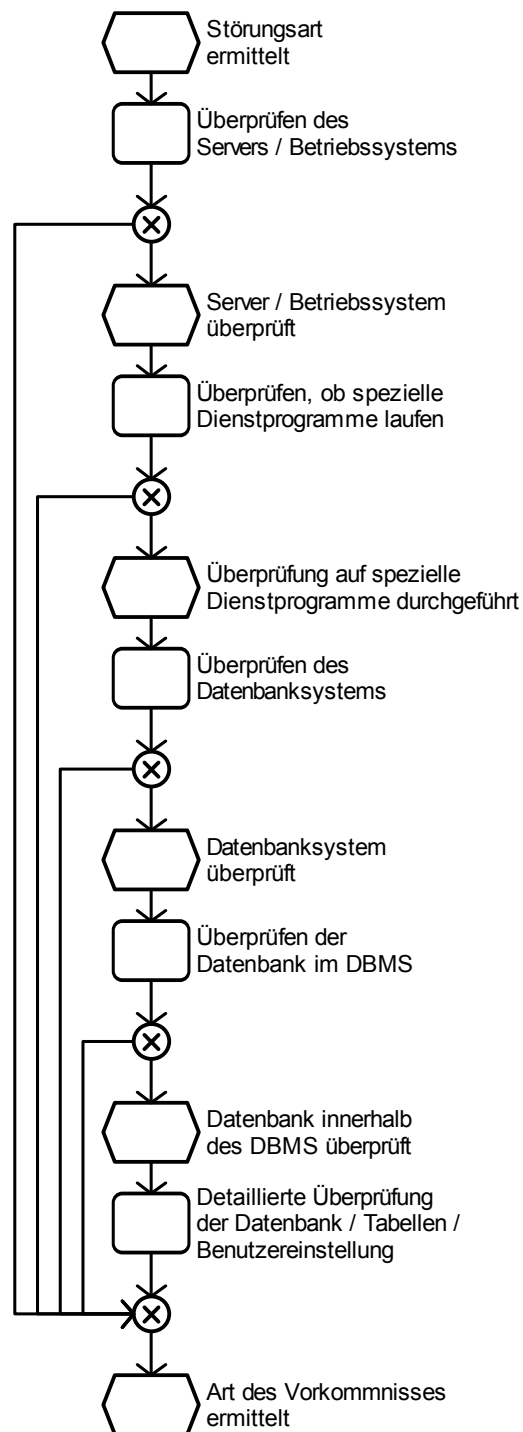 Störungsart
ermittelt
Überprüfen des
Servers / Betriebssystems
Server / Betriebssystem
überprüft
Überprüfen, ob spezielle
Dienstprogramme laufen
Überprüfung auf spezielle
Dienstprogramme durchgeführt
Überprüfen des
Datenbanksystems
Datenbanksystem
überprüft
Überprüfen der
Datenbank im DBMS
Datenbank innerhalb
des DBMS überprüft
Detaillierte Überprüfung
der Datenbank / Tabellen /
Benutzereinstellung
Art des Vorkommnisses
ermittelt